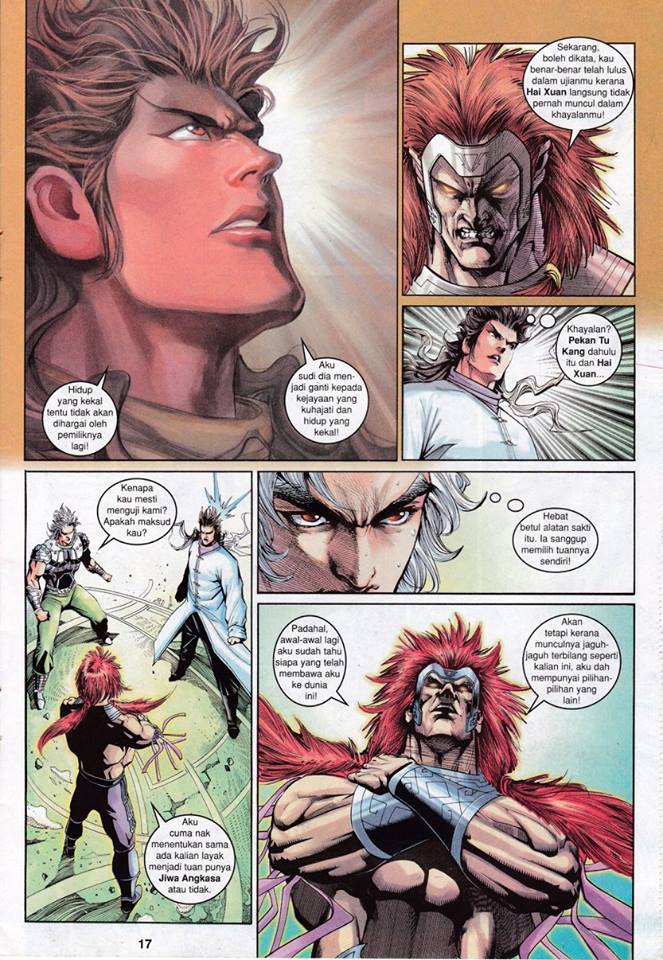 Hidup
yang kekal
tentu tidak akan
dihargai oleh
pemiliknya
lagi!
Aku
sudi dia men-
jadi ganti kepada
kejayaan yang
kuhajati dan
hidup yang
kekal!
Sekarang,
boleh dikata, kau
benar-benar telah lulus
dalam ujianmu kerana
Hai Xuan langsung tidak
pernah muncul dalam
khayalanmu!
Khayalan?
Pekan Tu
Kang dahulu
itu dan Hai
Xuan...
Kenapa
kau mesti
menguji kami?
Apakah maksud
kau?
Aku
cuma nak
menentukan sama
ada kalian layak
menjadi tuan punya
Jiwa Angkasa
atau tidak.
Hebat
betul alatan sakti
itu. Ia sanggup
memilih tuannya
sendiri!
Padahal,
awal-awal lagi
aku sudah tahu
siapa yang telah
membawa aku
ke dunia
ini!
Akan
tetapi kerana
munculnya jaguh-
jaguh terbilang seperti
kalian ini, aku dah
mempunyai pilihan-
pilihan yang
lain!
17